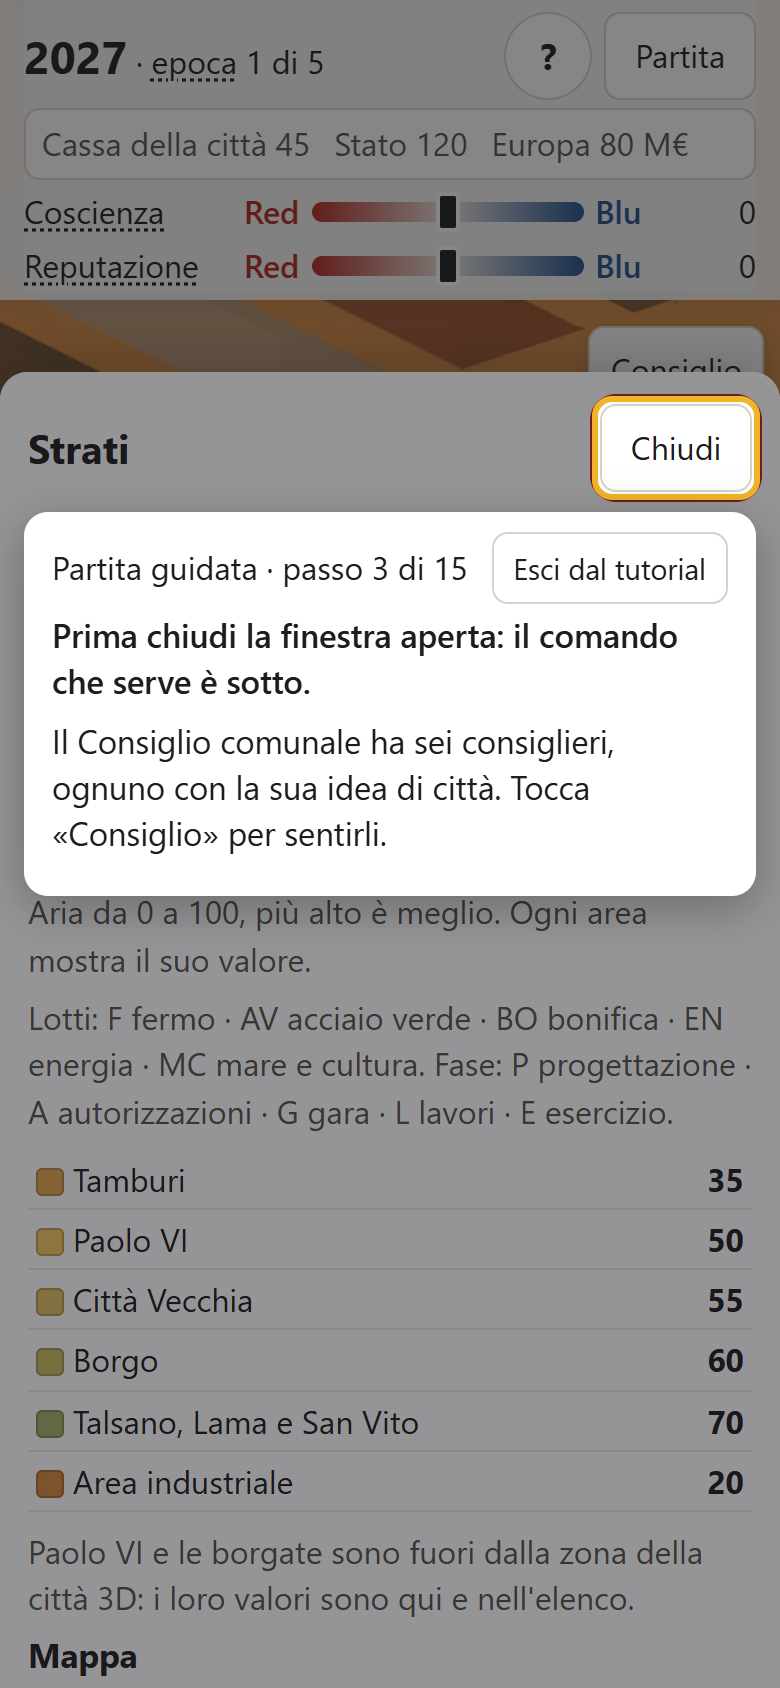 2027 · epoca 1 di 5
?
Partita
Cassa della città 45 Stato 120 Europa 80 M€
Coscienza Red Blu 0
Reputazione Red Blu 0
Consiglio
Strati
Chiudi
Partita guidata · passo 3 di 15
Esci dal tutorial
Prima chiudi la finestra aperta: il comando
che serve è sotto.
Il Consiglio comunale ha sei consiglieri,
ognuno con la sua idea di città. Tocca
«Consiglio» per sentirli.
Aria da 0 a 100, più alto è meglio. Ogni area
mostra il suo valore.
Lotti: F fermo · AV acciaio verde · BO bonifica · EN
energia · MC mare e cultura. Fase: P progettazione ·
A autorizzazioni · G gara · L lavori · E esercizio.
Tamburi 35
Paolo VI 50
Città Vecchia 55
Borgo 60
Talsano, Lama e San Vito 70
Area industriale 20
Paolo VI e le borgate sono fuori dalla zona della
città 3D: i loro valori sono qui e nell'elenco.
Mappa